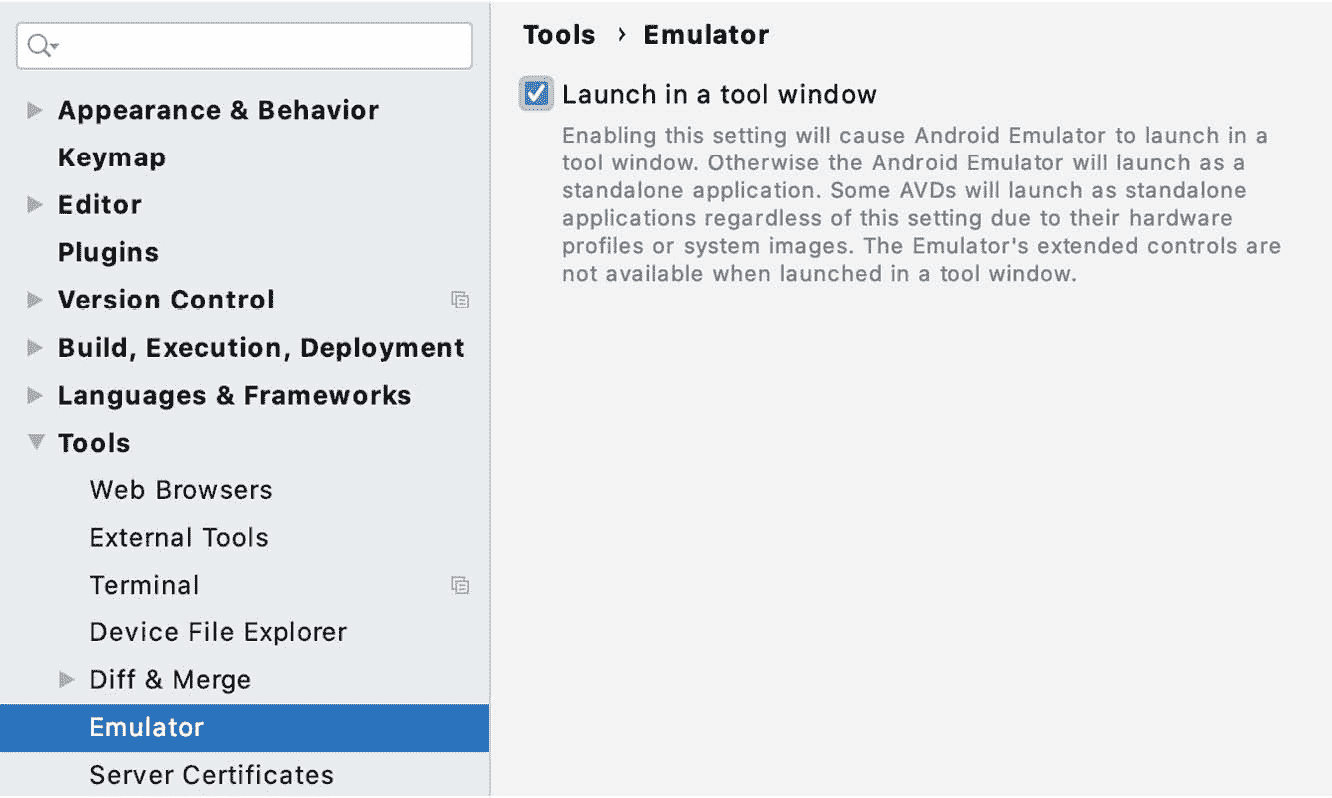 Appearance & Behavior
Keymap
Editor
Plugins
Version Control
Build, Execution, Deployment
Languages & Frameworks
Tools
Web Browsers
External Tools
Terminal
Device File Explorer
Diff & Merge
Emulator
Server Certificates
Tools › Emulator
Launch in a tool window
Enabling this setting will cause Android Emulator to launch in a
tool window. Otherwise the Android Emulator will launch as a
standalone application. Some AVDs will launch as standalone
applications regardless of this setting due to their hardware
profiles or system images. The Emulator's extended controls are
not available when launched in a tool window.